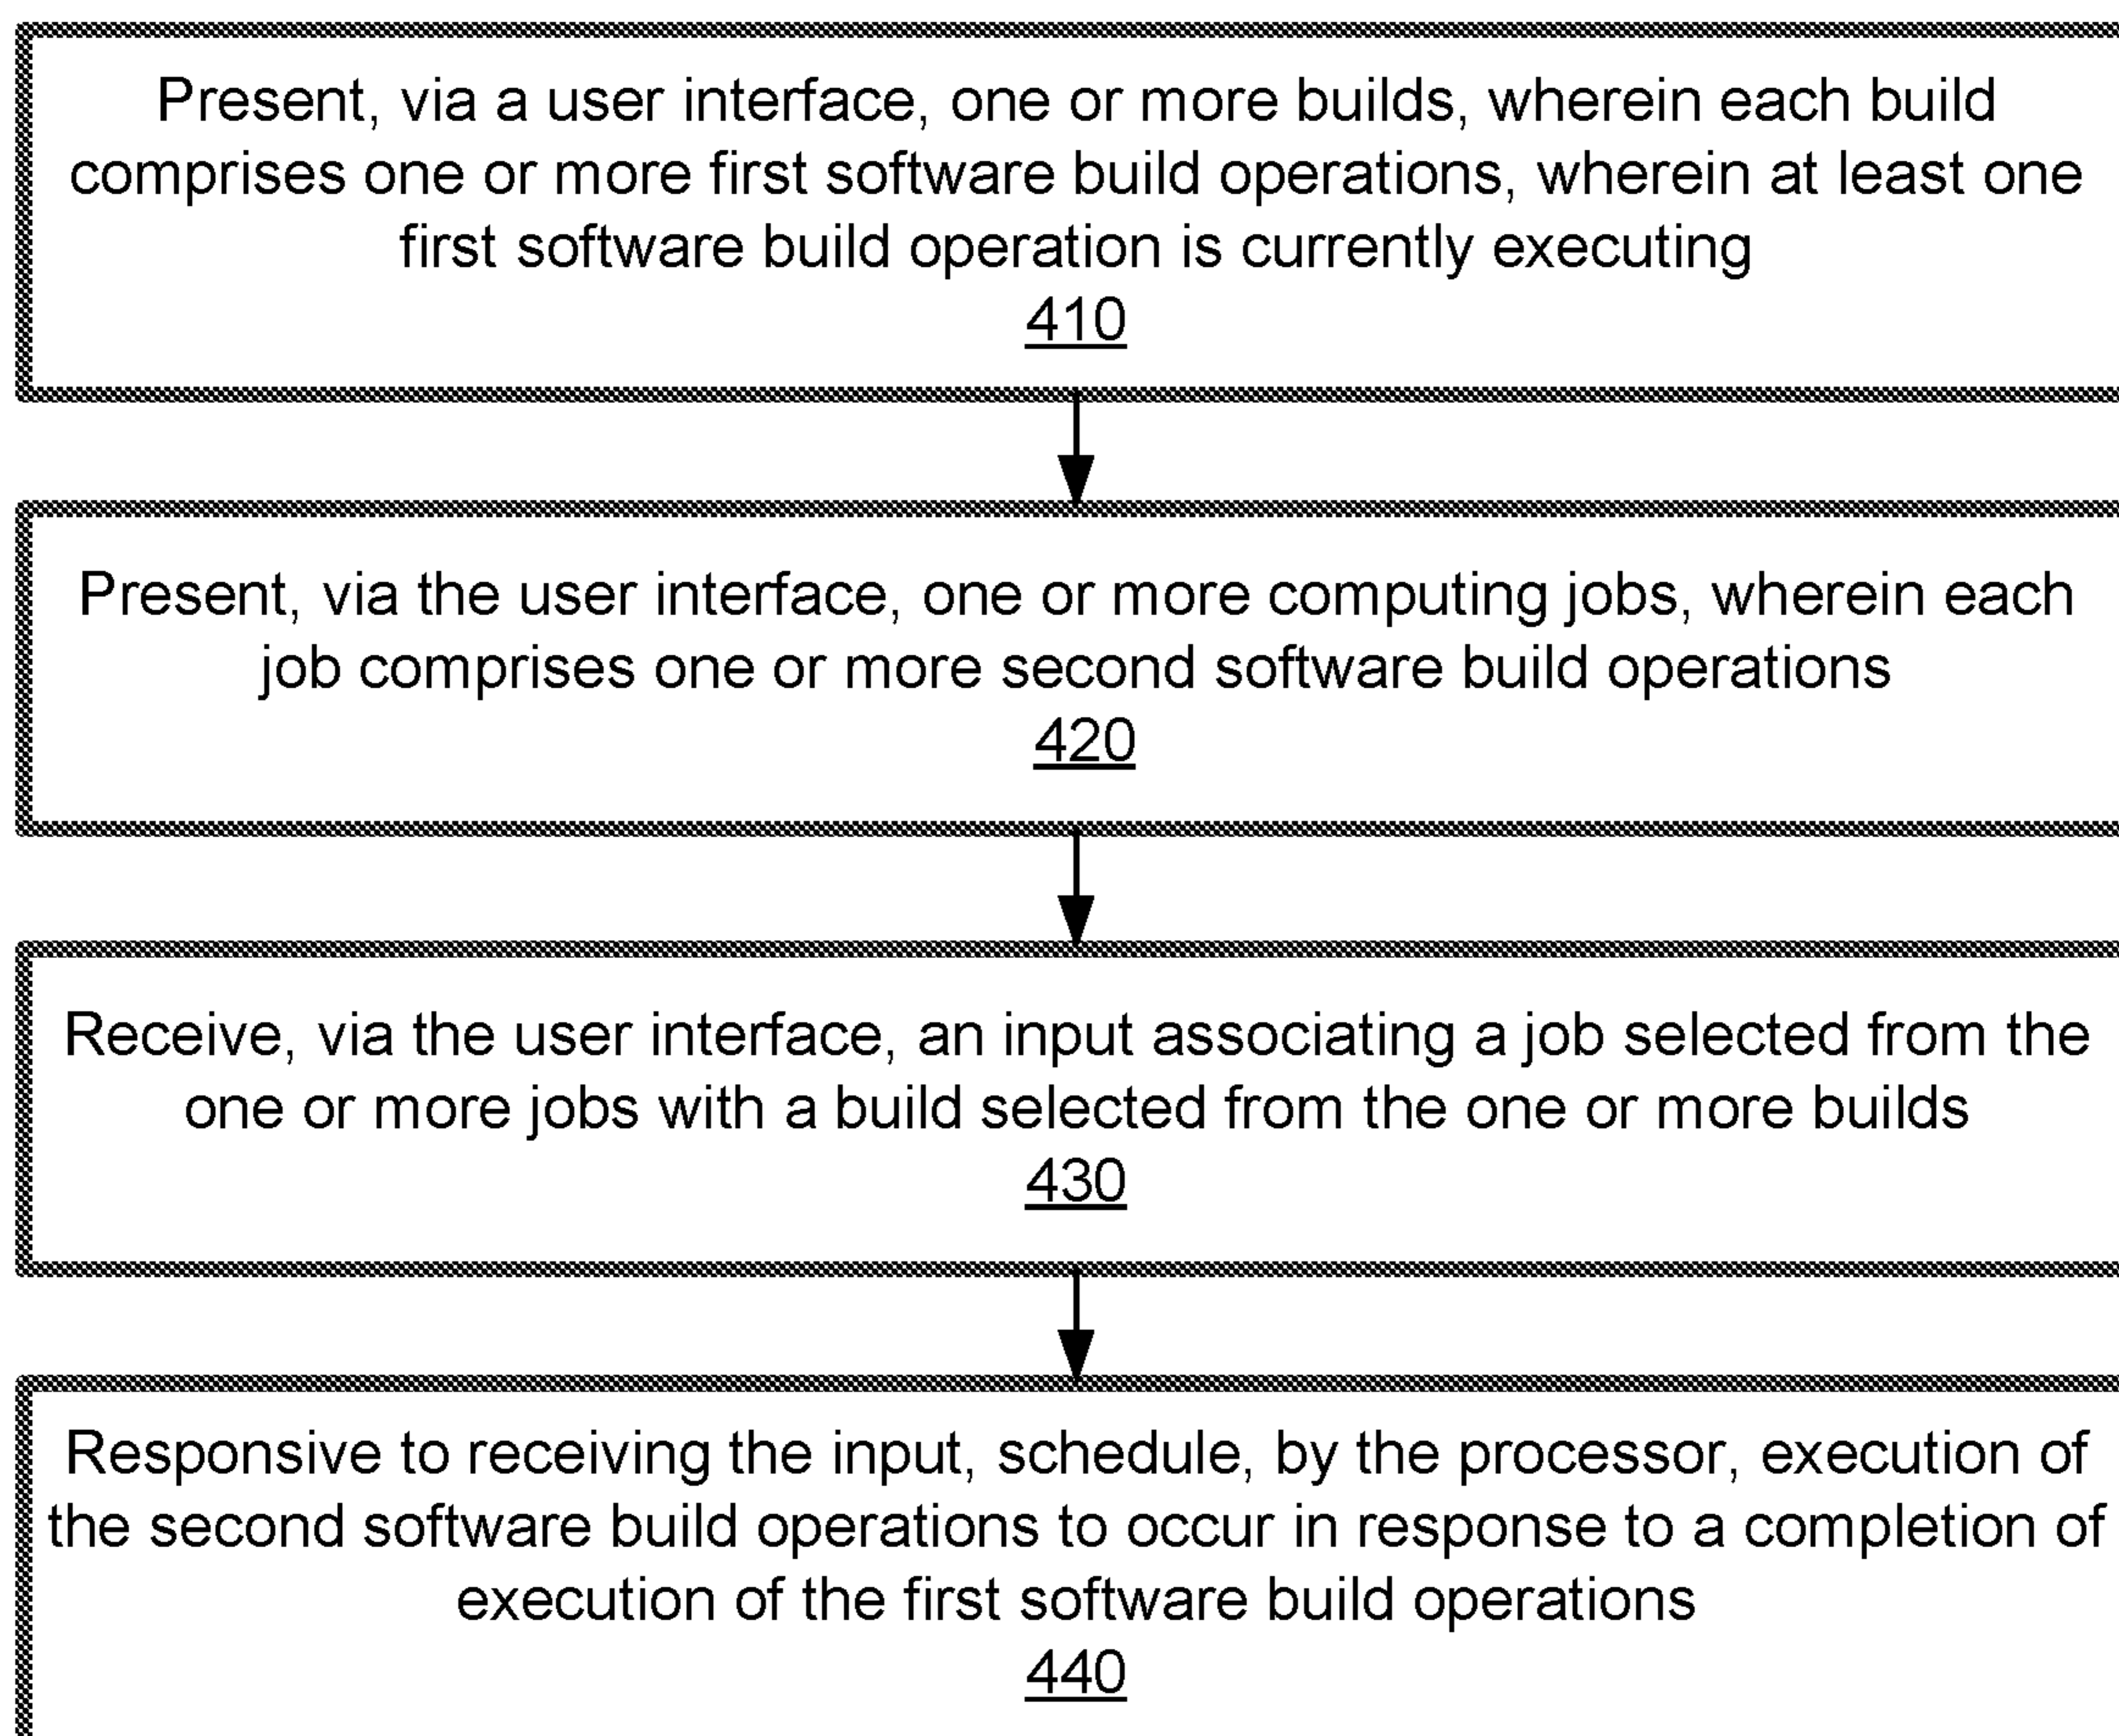 Present, via a user interface, one or more builds, wherein each build
comprises one or more first software build operations, wherein at least one
first software build operation is currently executing
410
Present, via the user interface, one or more computing jobs, wherein each
job comprises one or more second software build operations
420
Receive, via the user interface, an input associating a job selected from the
one or more jobs with a build selected from the one or more builds
430
Responsive to receiving the input, schedule, by the processor, execution of
the second software build operations to occur in response to a completion of
execution of the first software build operations
440